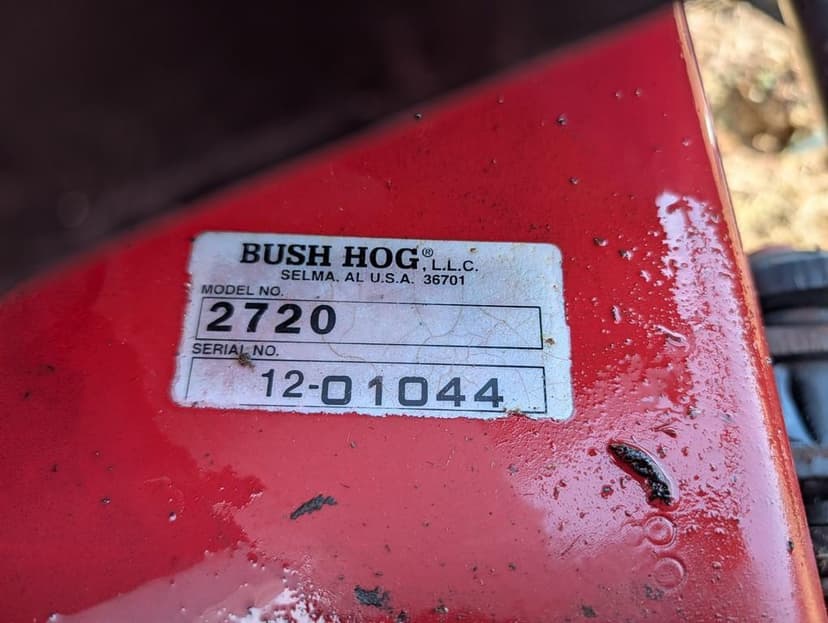 BUSH HOG®, L.L.C.
SELMA, AL U.S.A. 36701
MODEL NO.
2720
SERIAL NO.
12-01044